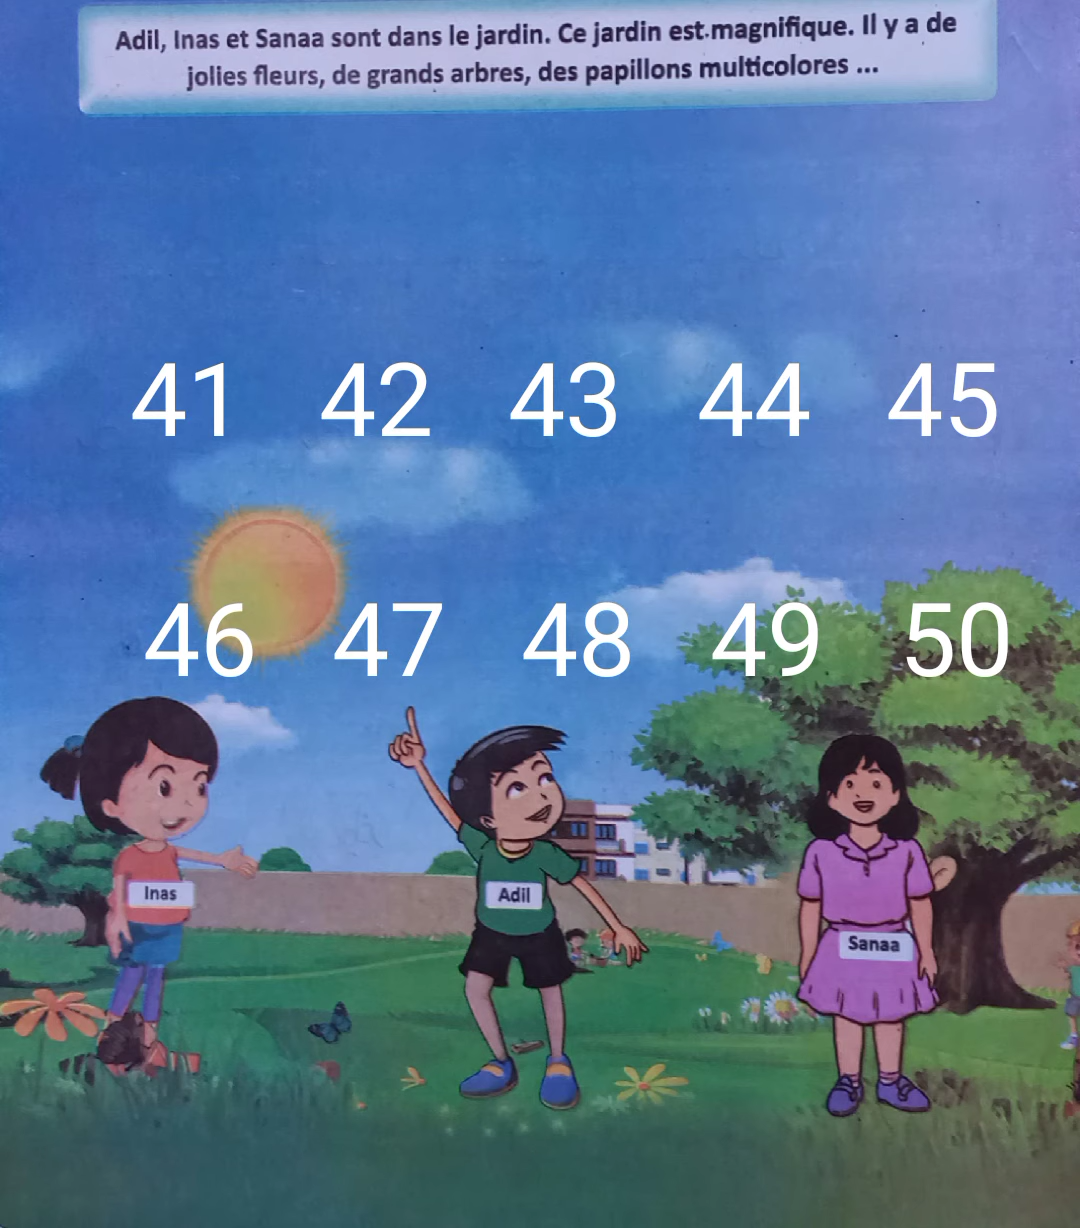 Adil, Inas et Sanaa sont dans le jardin. Ce jardin est magnifique. Il y a de
jolies fleurs, de grands arbres, des papillons multicolores ...
41 42 43 44 45
46 47 48 49 50
Inas
Adil
Sanaa